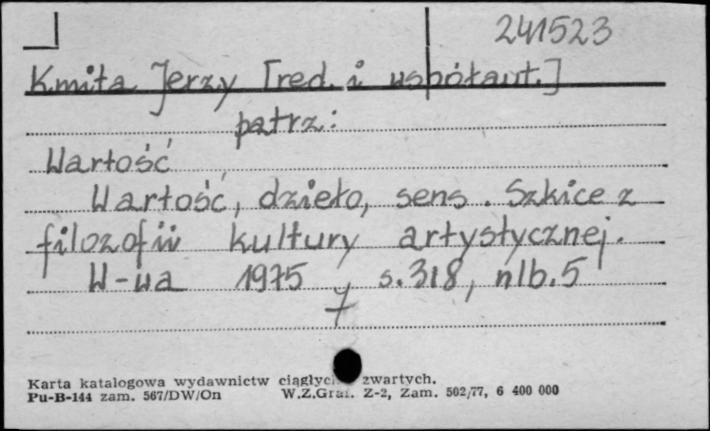 241523
Kmita Jerzy [red. i współaut.]
patrz:
Wartość
Wartość, dzieło, sens. Szkice z
filozofii kultury artystycznej.
W-wa 1975 s.318, nlb.5
Karta katalogowa wydawnictw ciągłych zwartych.
Pu-B-144 zam. 567/DW/On W.Z.Graf. Z-2, Zam. 502/77, 6 400 000